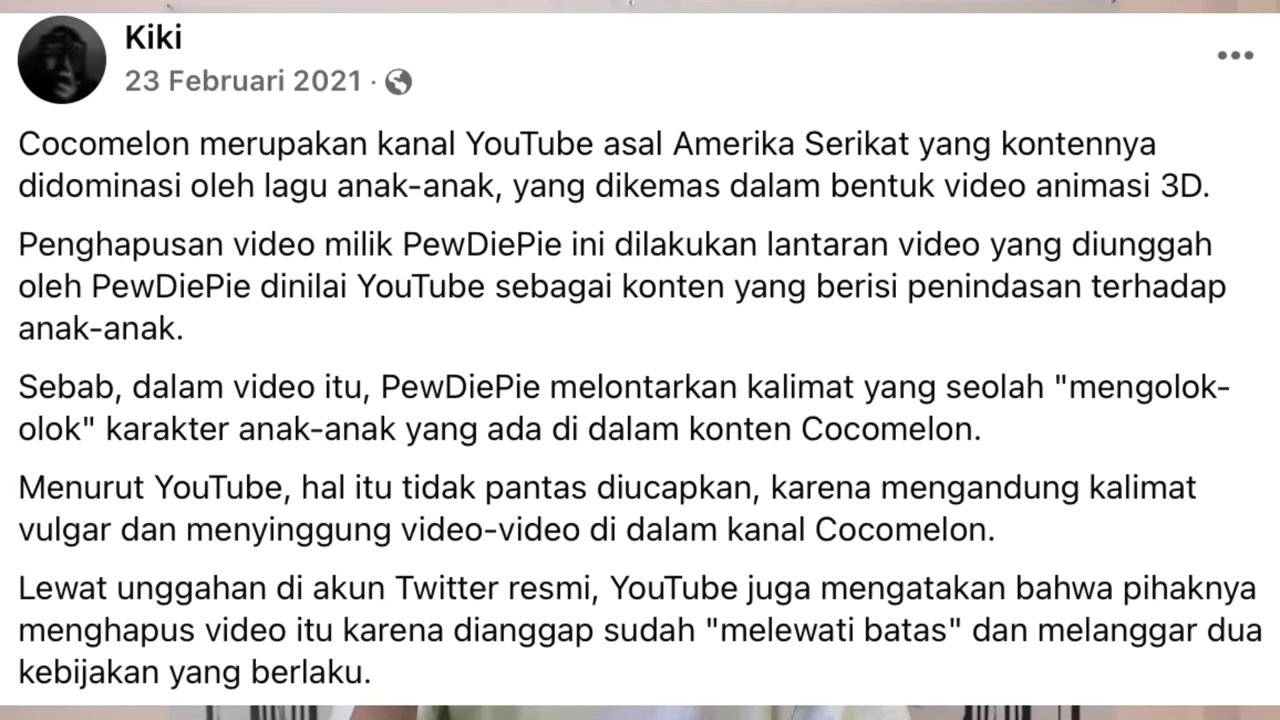 Kiki
23 Februari 2021 ·
Cocomelon merupakan kanal YouTube asal Amerika Serikat yang kontennya
didominasi oleh lagu anak-anak, yang dikemas dalam bentuk video animasi 3D.
Penghapusan video milik PewDiePie ini dilakukan lantaran video yang diunggah
oleh PewDiePie dinilai YouTube sebagai konten yang berisi penindasan terhadap
anak-anak.
Sebab, dalam video itu, PewDiePie melontarkan kalimat yang seolah "mengolok-
olok" karakter anak-anak yang ada di dalam konten Cocomelon.
Menurut YouTube, hal itu tidak pantas diucapkan, karena mengandung kalimat
vulgar dan menyinggung video-video di dalam kanal Cocomelon.
Lewat unggahan di akun Twitter resmi, YouTube juga mengatakan bahwa pihaknya
menghapus video itu karena dianggap sudah "melewati batas" dan melanggar dua
kebijakan yang berlaku.